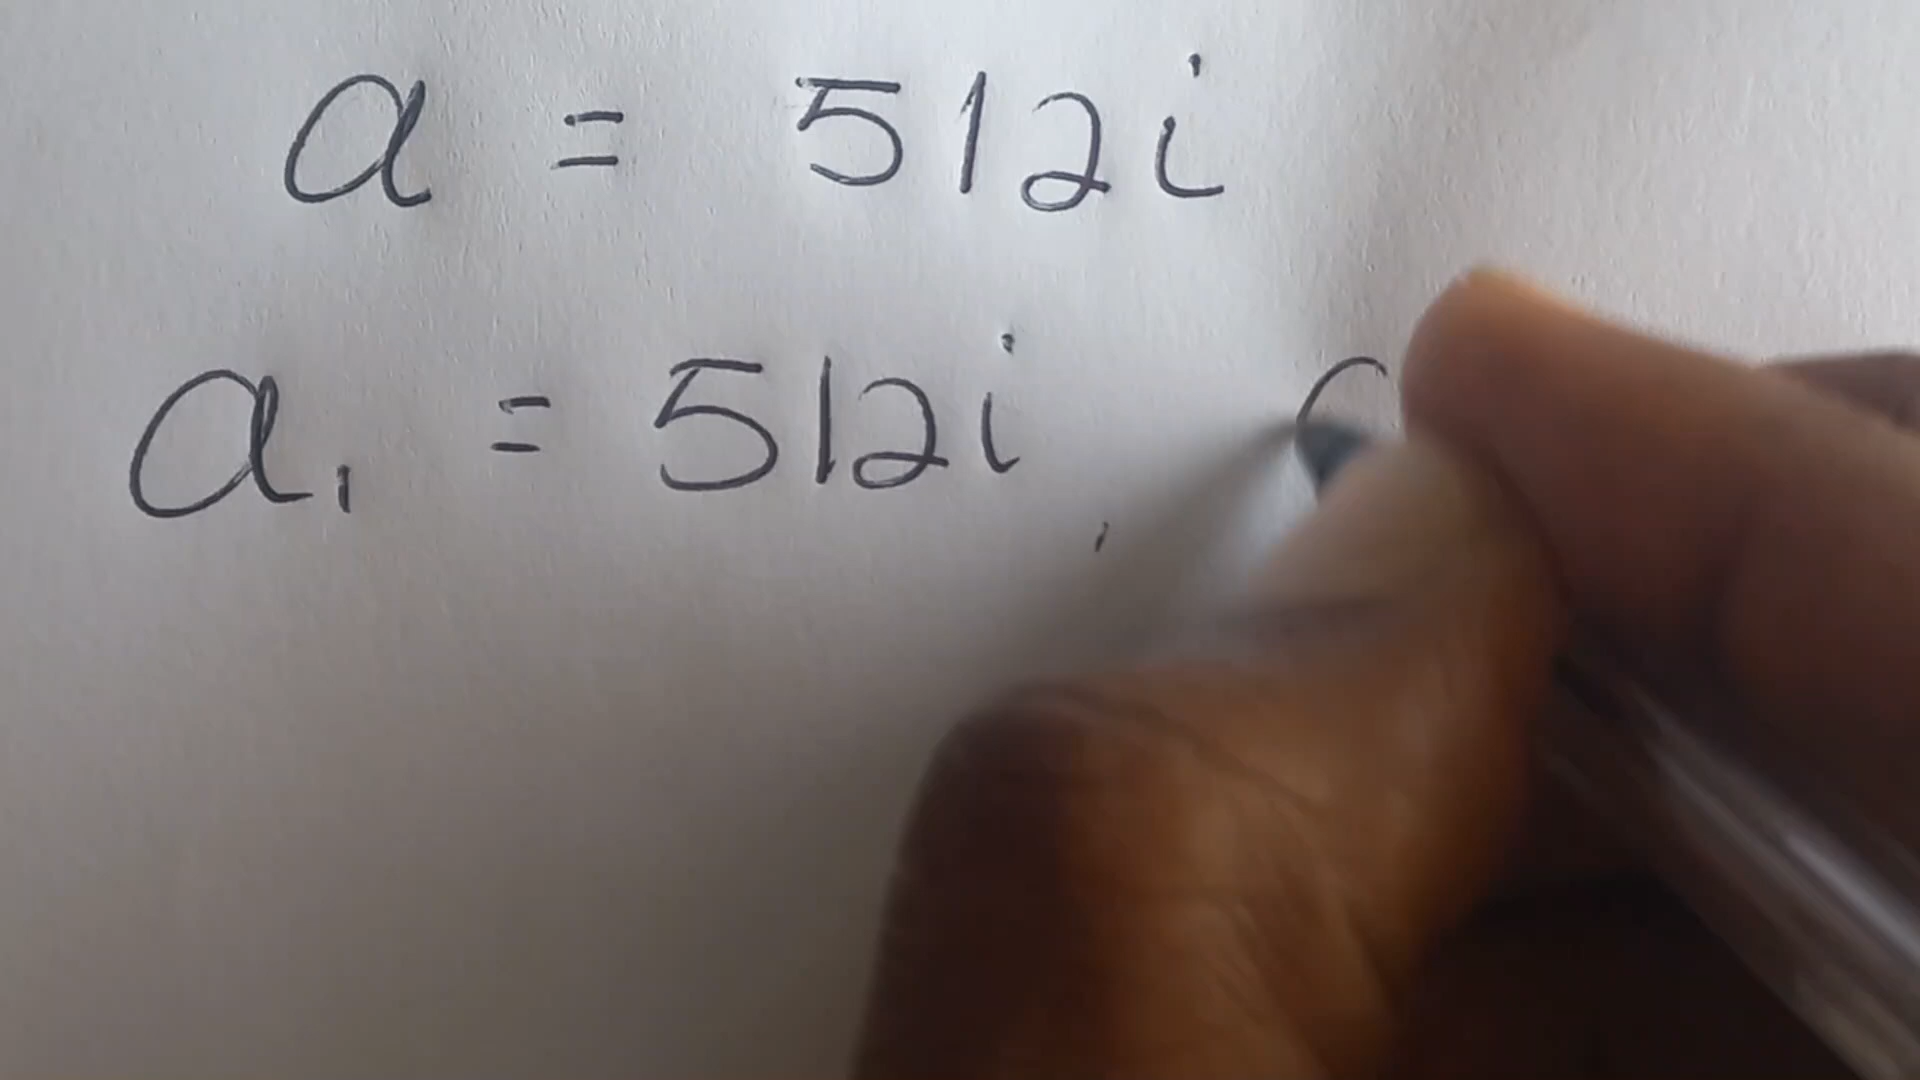 a = 512i
a₁ = 512i,